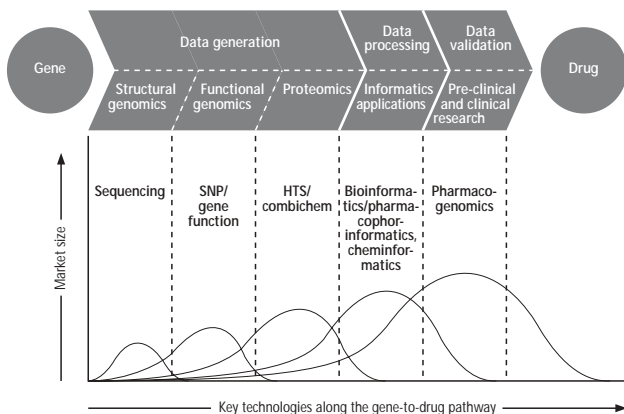 Gene
Data generation
Data
processing
Data
validation
Drug
Structural
genomics
Functional
genomics
Proteomics
Informatics
applications
Pre-clinical
and clinical
research
Market size
Sequencing
SNP/
gene
function
HTS/
combichem
Bioinforma-
tics/pharma-
cophor-
informatics,
cheminfor-
matics
Pharmaco-
genomics
Key technologies along the gene-to-drug pathway